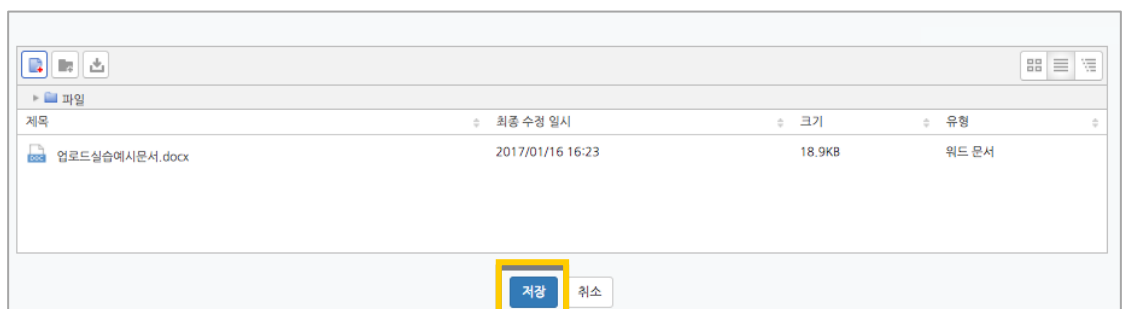 파일
제목 최종 수정 일시 크기 유형
업로드실습예시문서.docx 2017/01/16 16:23 18.9KB 워드 문서
저장 취소